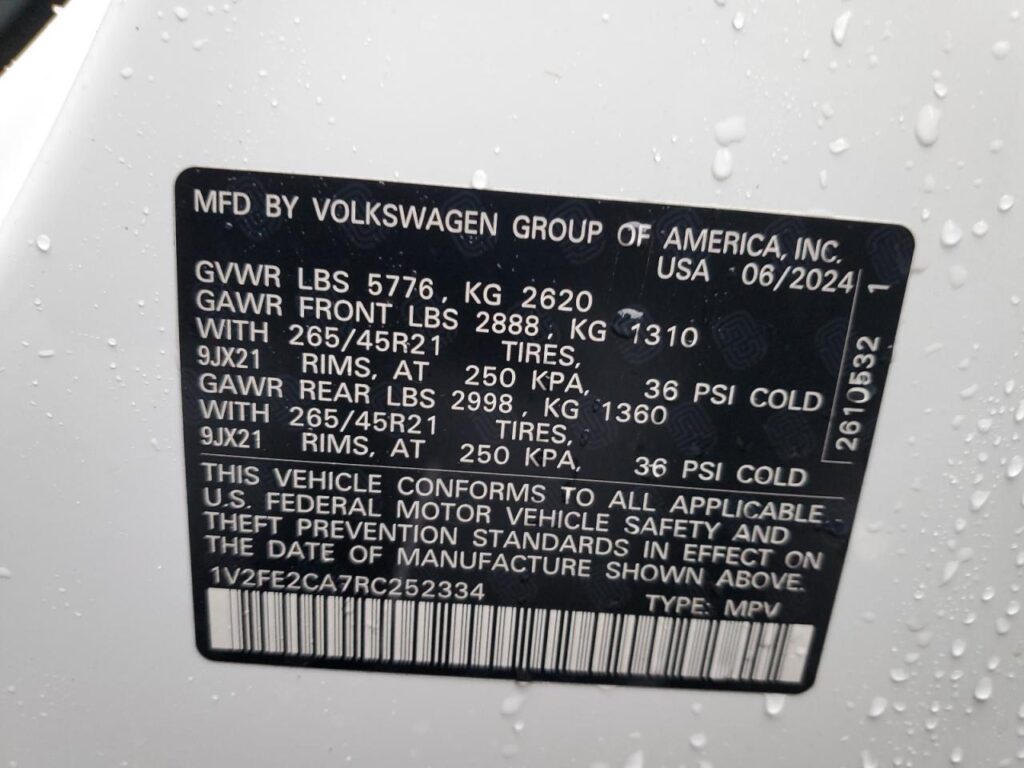 MFD BY VOLKSWAGEN GROUP OF AMERICA, INC.
USA 06/2024
GVWR LBS 5776, KG 2620
GAWR FRONT LBS 2888, KG 1310
WITH 265/45R21 TIRES,
9JX21 RIMS, AT 250 KPA, 36 PSI COLD
GAWR REAR LBS 2998, KG 1360
WITH 265/45R21 TIRES,
9JX21 RIMS, AT 250 KPA, 36 PSI COLD
2610532 1
THIS VEHICLE CONFORMS TO ALL APPLICABLE
U.S. FEDERAL MOTOR VEHICLE SAFETY AND
THEFT PREVENTION STANDARDS IN EFFECT ON
THE DATE OF MANUFACTURE SHOWN ABOVE.
1V2FE2CA7RC252334 TYPE: MPV